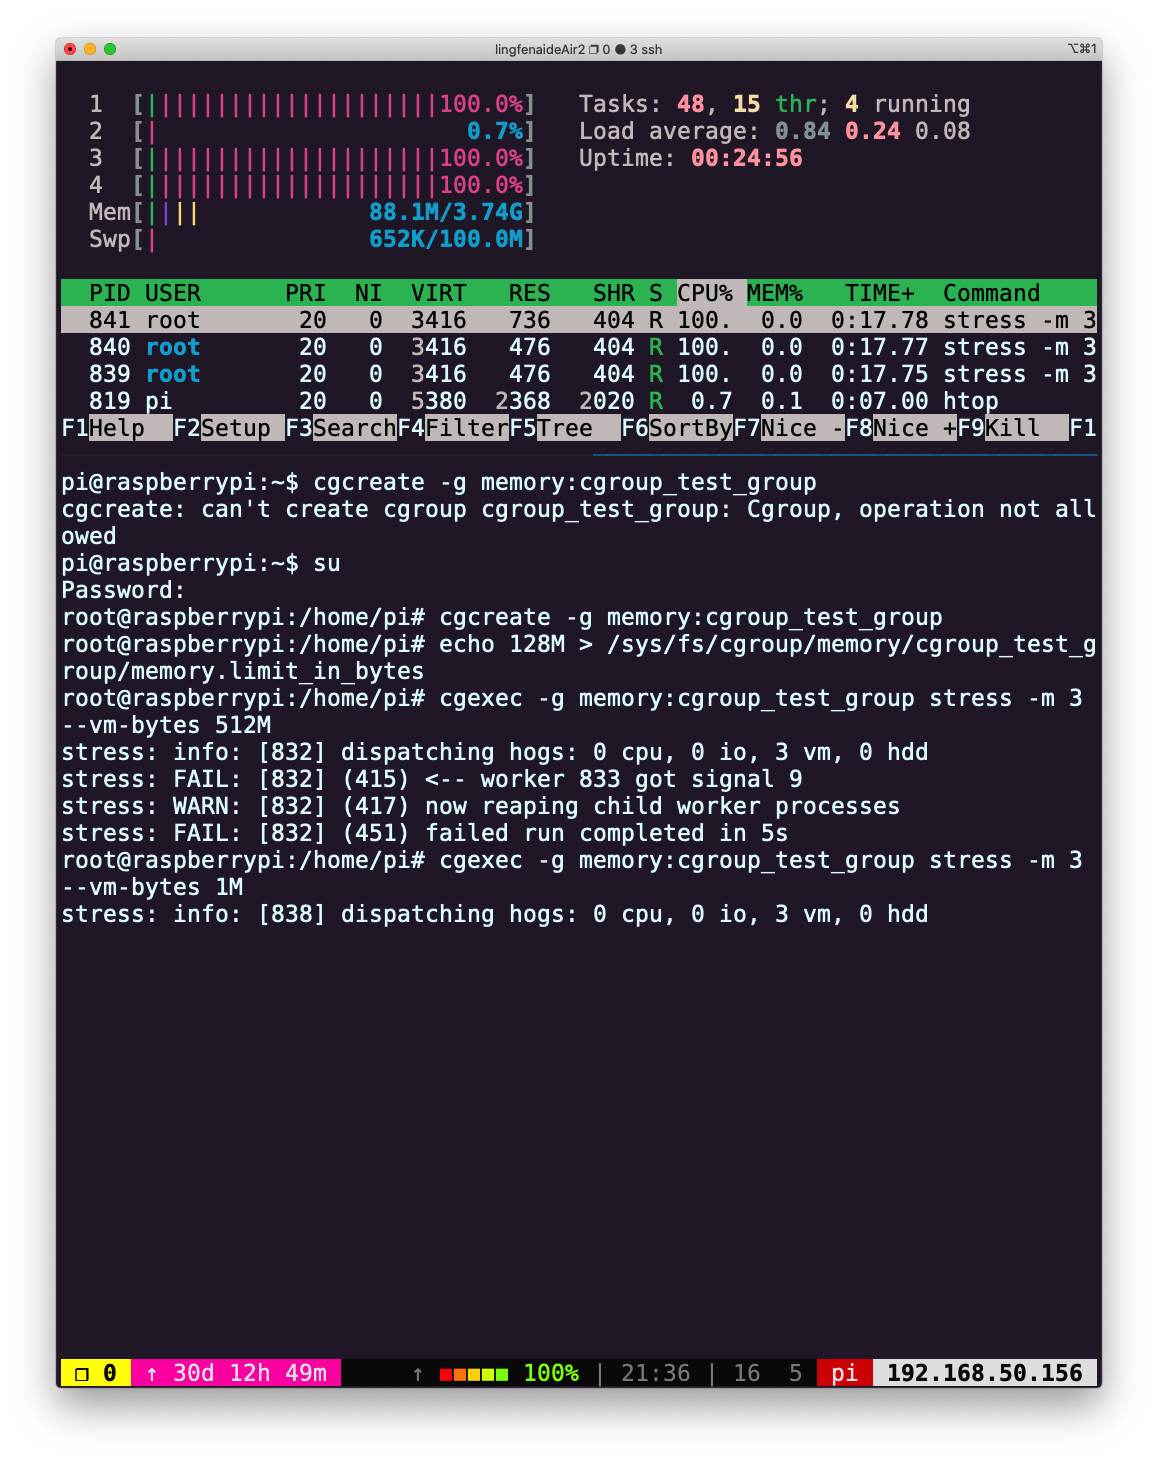 lingfenaideAir2 ❐ 0 ● 3 ssh ⌥⌘1
1 [||||||||||||||||||||100.0%] Tasks: 48, 15 thr; 4 running
2 [| 0.7%] Load average: 0.84 0.24 0.08
3 [||||||||||||||||||||100.0%] Uptime: 00:24:56
4 [||||||||||||||||||||100.0%]
Mem[|||| 88.1M/3.74G]
Swp[| 652K/100.0M]
PID USER PRI NI VIRT RES SHR S CPU% MEM% TIME+ Command
841 root 20 0 3416 736 404 R 100. 0.0 0:17.78 stress -m 3
840 root 20 0 3416 476 404 R 100. 0.0 0:17.77 stress -m 3
839 root 20 0 3416 476 404 R 100. 0.0 0:17.75 stress -m 3
819 pi 20 0 5380 2368 2020 R 0.7 0.1 0:07.00 htop
F1Help F2Setup F3SearchF4FilterF5Tree F6SortByF7Nice -F8Nice +F9Kill F1
pi@raspberrypi:~$ cgcreate -g memory:cgroup_test_group
cgcreate: can't create cgroup cgroup_test_group: Cgroup, operation not all
owed
pi@raspberrypi:~$ su
Password:
root@raspberrypi:/home/pi# cgcreate -g memory:cgroup_test_group
root@raspberrypi:/home/pi# echo 128M > /sys/fs/cgroup/memory/cgroup_test_g
roup/memory.limit_in_bytes
root@raspberrypi:/home/pi# cgexec -g memory:cgroup_test_group stress -m 3
--vm-bytes 512M
stress: info: [832] dispatching hogs: 0 cpu, 0 io, 3 vm, 0 hdd
stress: FAIL: [832] (415) <-- worker 833 got signal 9
stress: WARN: [832] (417) now reaping child worker processes
stress: FAIL: [832] (451) failed run completed in 5s
root@raspberrypi:/home/pi# cgexec -g memory:cgroup_test_group stress -m 3
--vm-bytes 1M
stress: info: [838] dispatching hogs: 0 cpu, 0 io, 3 vm, 0 hdd
❐ 0 ↑ 30d 12h 49m ↑ ■■■■■ 100% | 21:36 | 16 5 pi 192.168.50.156